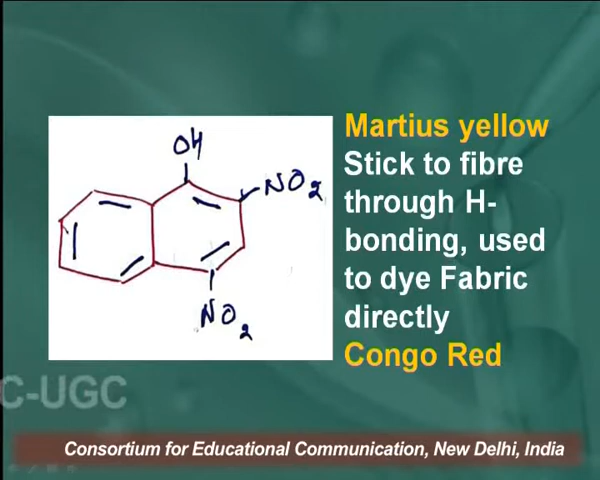 OH
NO2
NO2
Martius yellow
Stick to fibre
through H-
bonding, used
to dye Fabric
directly
Congo Red
C-UGC
Consortium for Educational Communication, New Delhi, India